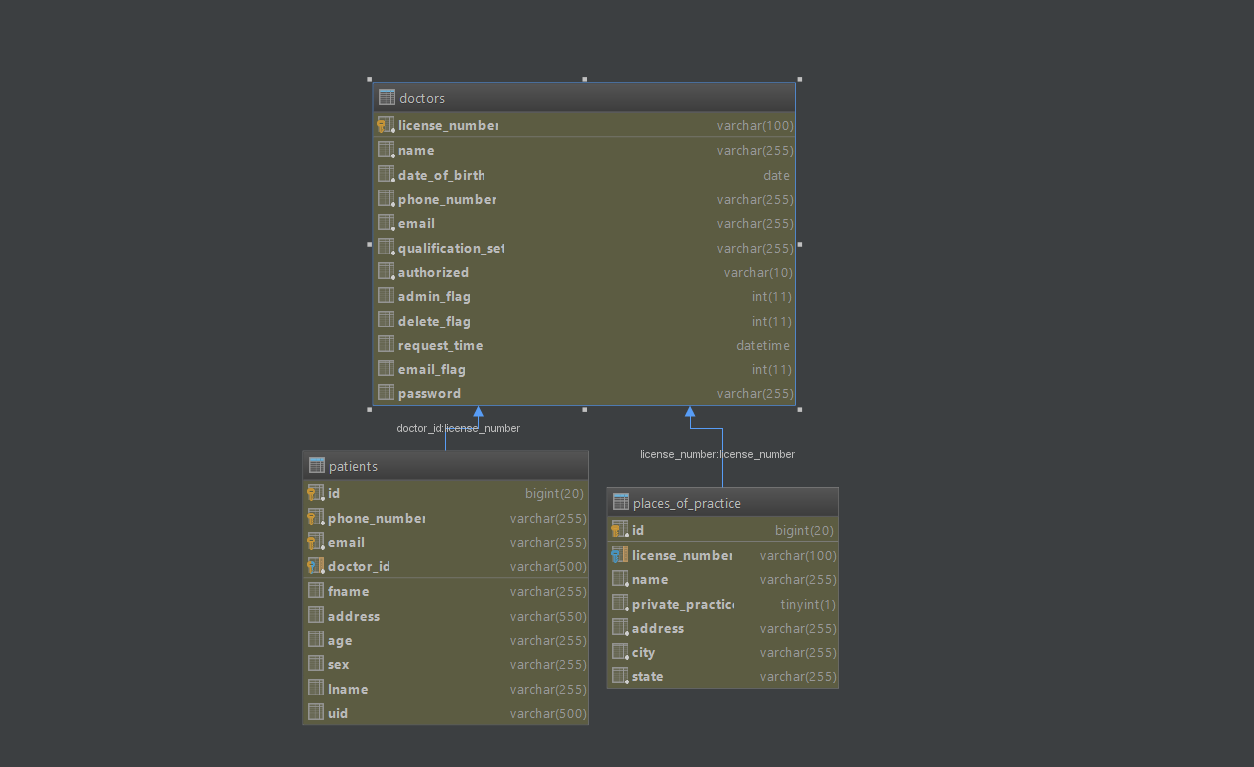 doctors
license_number varchar(100)
name varchar(255)
date_of_birth date
phone_number varchar(255)
email varchar(255)
qualification_set varchar(255)
authorized varchar(10)
admin_flag int(11)
delete_flag int(11)
request_time datetime
email_flag int(11)
password varchar(255)
doctor_id:license_number
license_number:license_number
patients
id bigint(20)
phone_number varchar(255)
email varchar(255)
doctor_id varchar(500)
fname varchar(255)
address varchar(550)
age varchar(255)
sex varchar(255)
lname varchar(255)
uid varchar(500)
places_of_practice
id bigint(20)
license_number varchar(100)
name varchar(255)
private_practice tinyint(1)
address varchar(255)
city varchar(255)
state varchar(255)